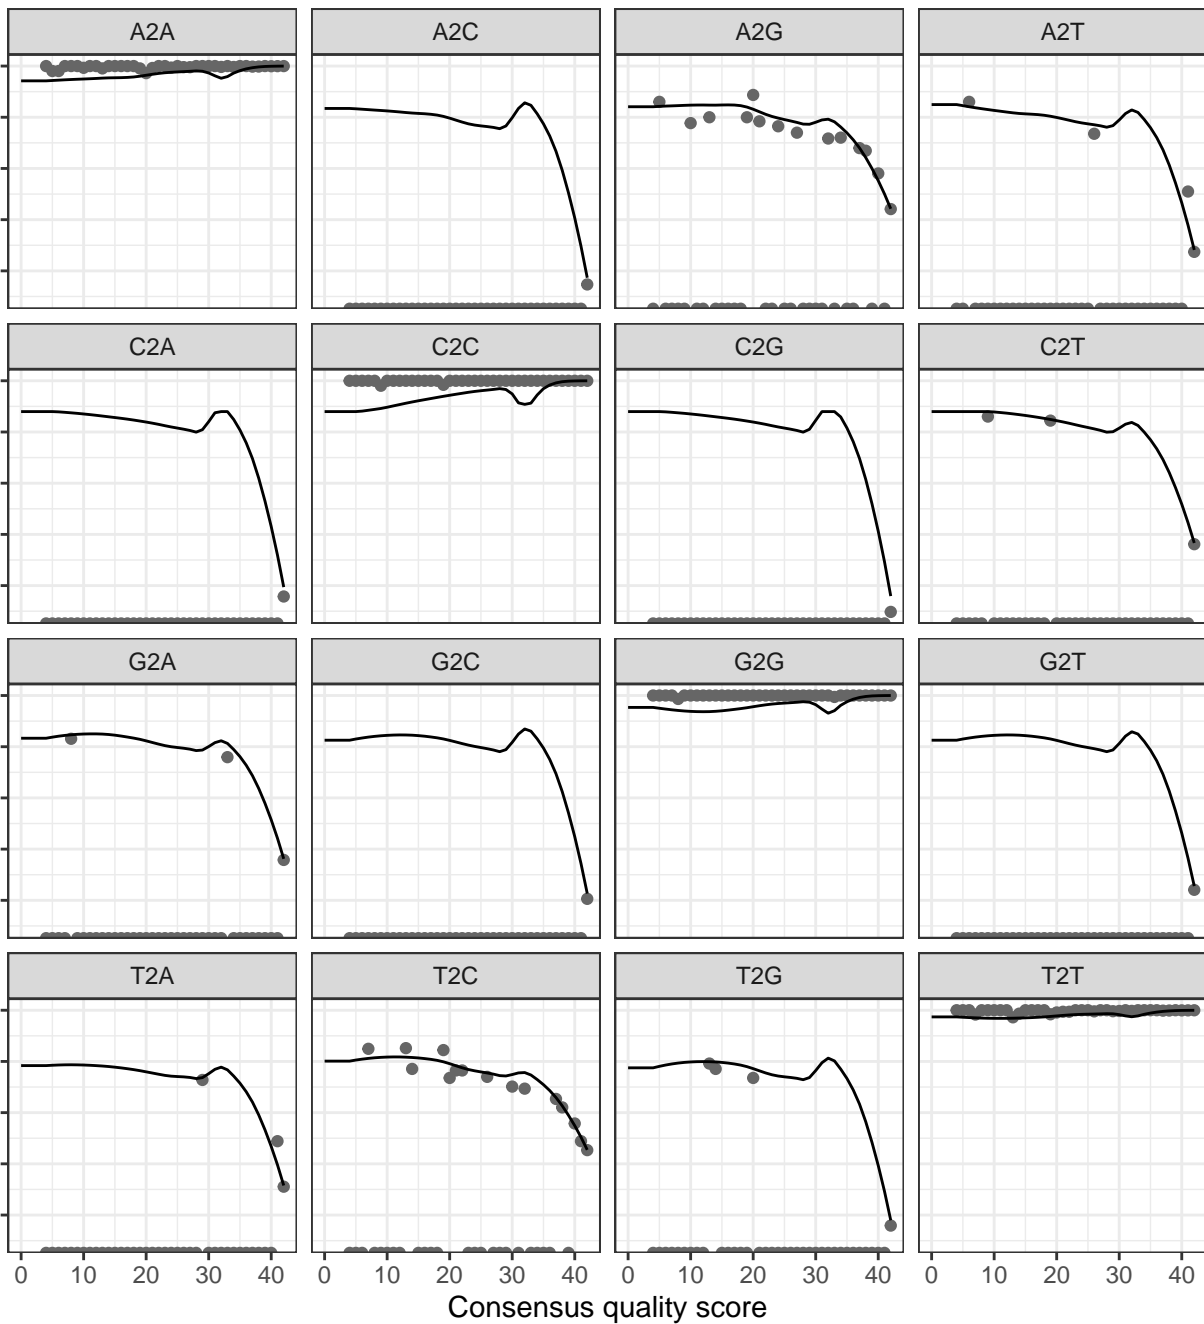 A2A A2C A2G A2T
C2A C2C C2G C2T
G2A G2C G2G G2T
T2A T2C T2G T2T
0 10 20 30 40 0 10 20 30 40 0 10 20 30 40 0 10 20 30 40
Consensus quality score